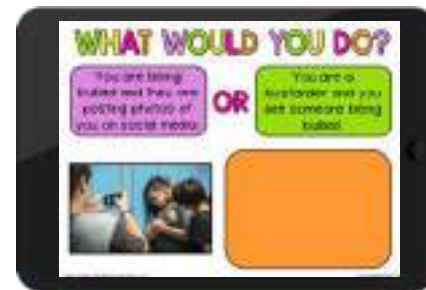 WHAT WOULD YOU DO?
You are being
bullied and they are
posting photos of
you on social media.
OR
You are a
bystander and you
see someone being
bullied.